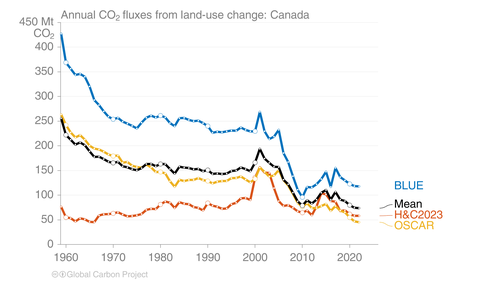 Annual CO₂ fluxes from land-use change: Canada
450 Mt
CO₂
400
350
300
250
200
150
100
50
0
1960 1970 1980 1990 2000 2010 2020
BLUE
Mean
H&C2023
OSCAR
Global Carbon Project